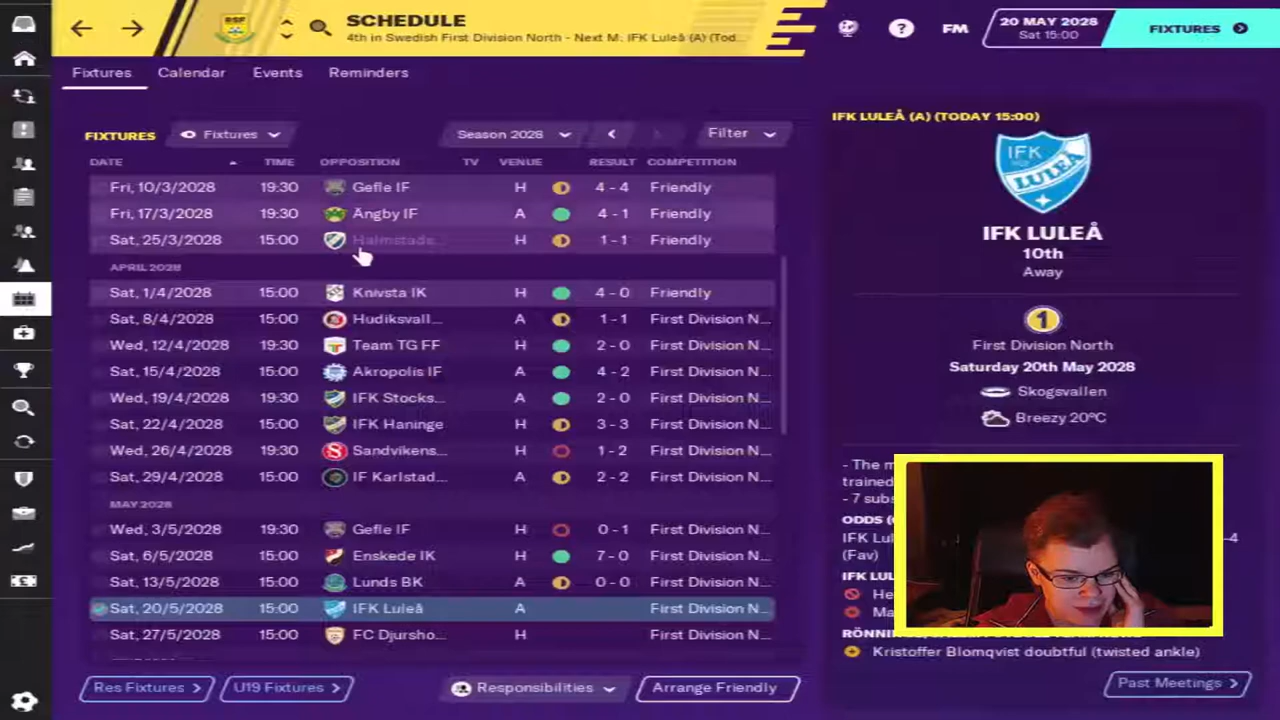 BSF
SCHEDULE
4th in Swedish First Division North - Next M: IFK Luleå (A) (Tod...
FM
20 MAY 2028
Sat 15:00
FIXTURES
Fixtures Calendar Events Reminders
FIXTURES Fixtures Season 2028 Filter
DATE TIME OPPOSITION TV VENUE RESULT COMPETITION
Fri, 10/3/2028 19:30 Gefle IF H 4 - 4 Friendly
Fri, 17/3/2028 19:30 Ängby IF A 4 - 1 Friendly
Sat, 25/3/2028 15:00 Halmstads... H 1 - 1 Friendly
APRIL 2028
Sat, 1/4/2028 15:00 Knivsta IK H 4 - 0 Friendly
Sat, 8/4/2028 15:00 Hudiksvall... A 1 - 1 First Division N...
Wed, 12/4/2028 19:30 Team TG FF H 2 - 0 First Division N...
Sat, 15/4/2028 15:00 Akropolis IF A 4 - 2 First Division N...
Wed, 19/4/2028 19:30 IFK Stocks... A 2 - 0 First Division N...
Sat, 22/4/2028 15:00 IFK Haninge H 3 - 3 First Division N...
Wed, 26/4/2028 19:30 Sandvikens... H 1 - 2 First Division N...
Sat, 29/4/2028 15:00 IF Karlstad... A 2 - 2 First Division N...
MAY 2028
Wed, 3/5/2028 19:30 Gefle IF H 0 - 1 First Division N...
Sat, 6/5/2028 15:00 Enskede IK H 7 - 0 First Division N...
Sat, 13/5/2028 15:00 Lunds BK A 0 - 0 First Division N...
Sat, 20/5/2028 15:00 IFK Luleå A First Division N...
Sat, 27/5/2028 15:00 FC Djursho... H First Division N...
Res Fixtures U19 Fixtures Responsibilities Arrange Friendly
IFK LULEÅ (A) (TODAY 15:00)
IFK
LULEÅ
IFK LULEÅ
10th
Away
1
First Division North
Saturday 20th May 2028
Skogsvallen
Breezy 20ºC
- The m
trained
- 7 subs
ODDS (
IFK Lul -4
(Fav)
IFK LUL
He
Ma
Kristoffer Blomqvist doubtful (twisted ankle)
Past Meetings